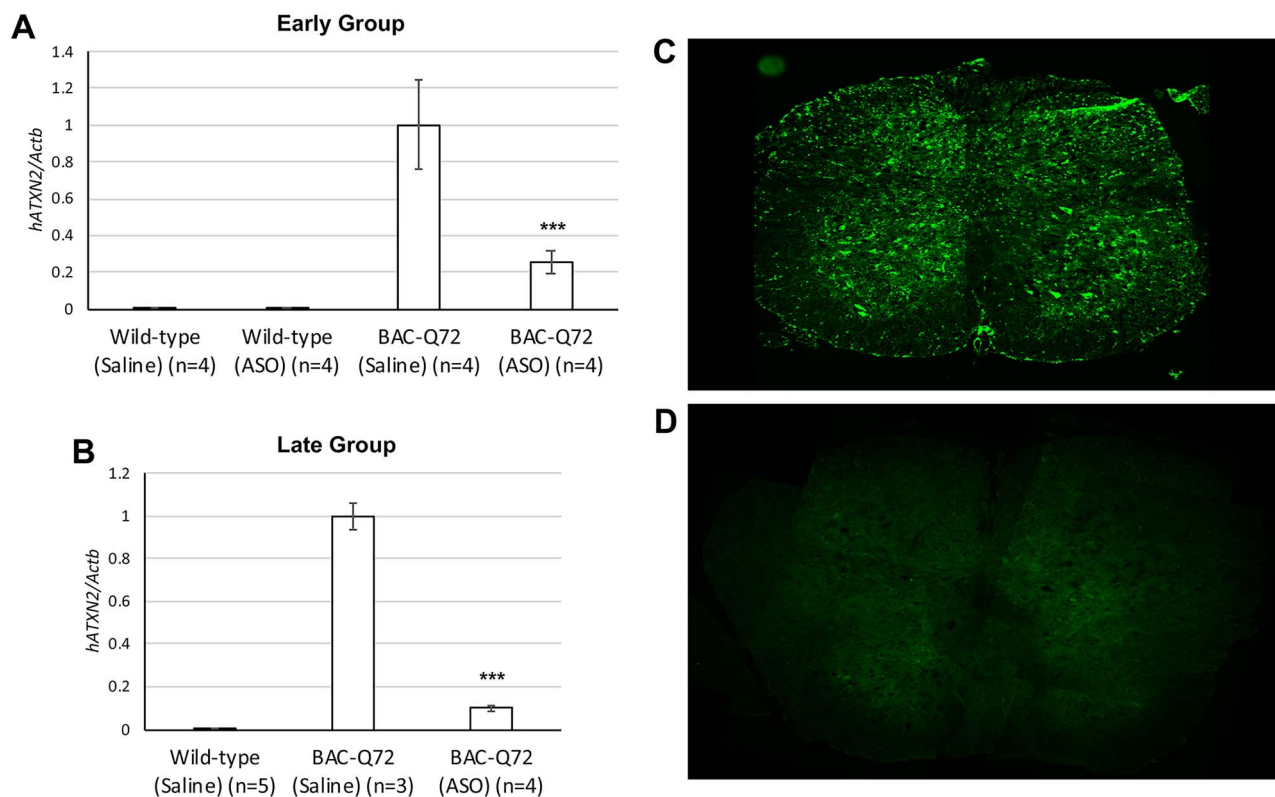 A
Early Group
hATXN2/Actb
1.4
1.2
1
0.8
0.6
0.4
0.2
0
***
Wild-type (Saline) (n=4)
Wild-type (ASO) (n=4)
BAC-Q72 (Saline) (n=4)
BAC-Q72 (ASO) (n=4)
B
Late Group
hATXN2/Actb
1.2
1
0.8
0.6
0.4
0.2
0
***
Wild-type (Saline) (n=5)
BAC-Q72 (Saline) (n=3)
BAC-Q72 (ASO) (n=4)
C
D